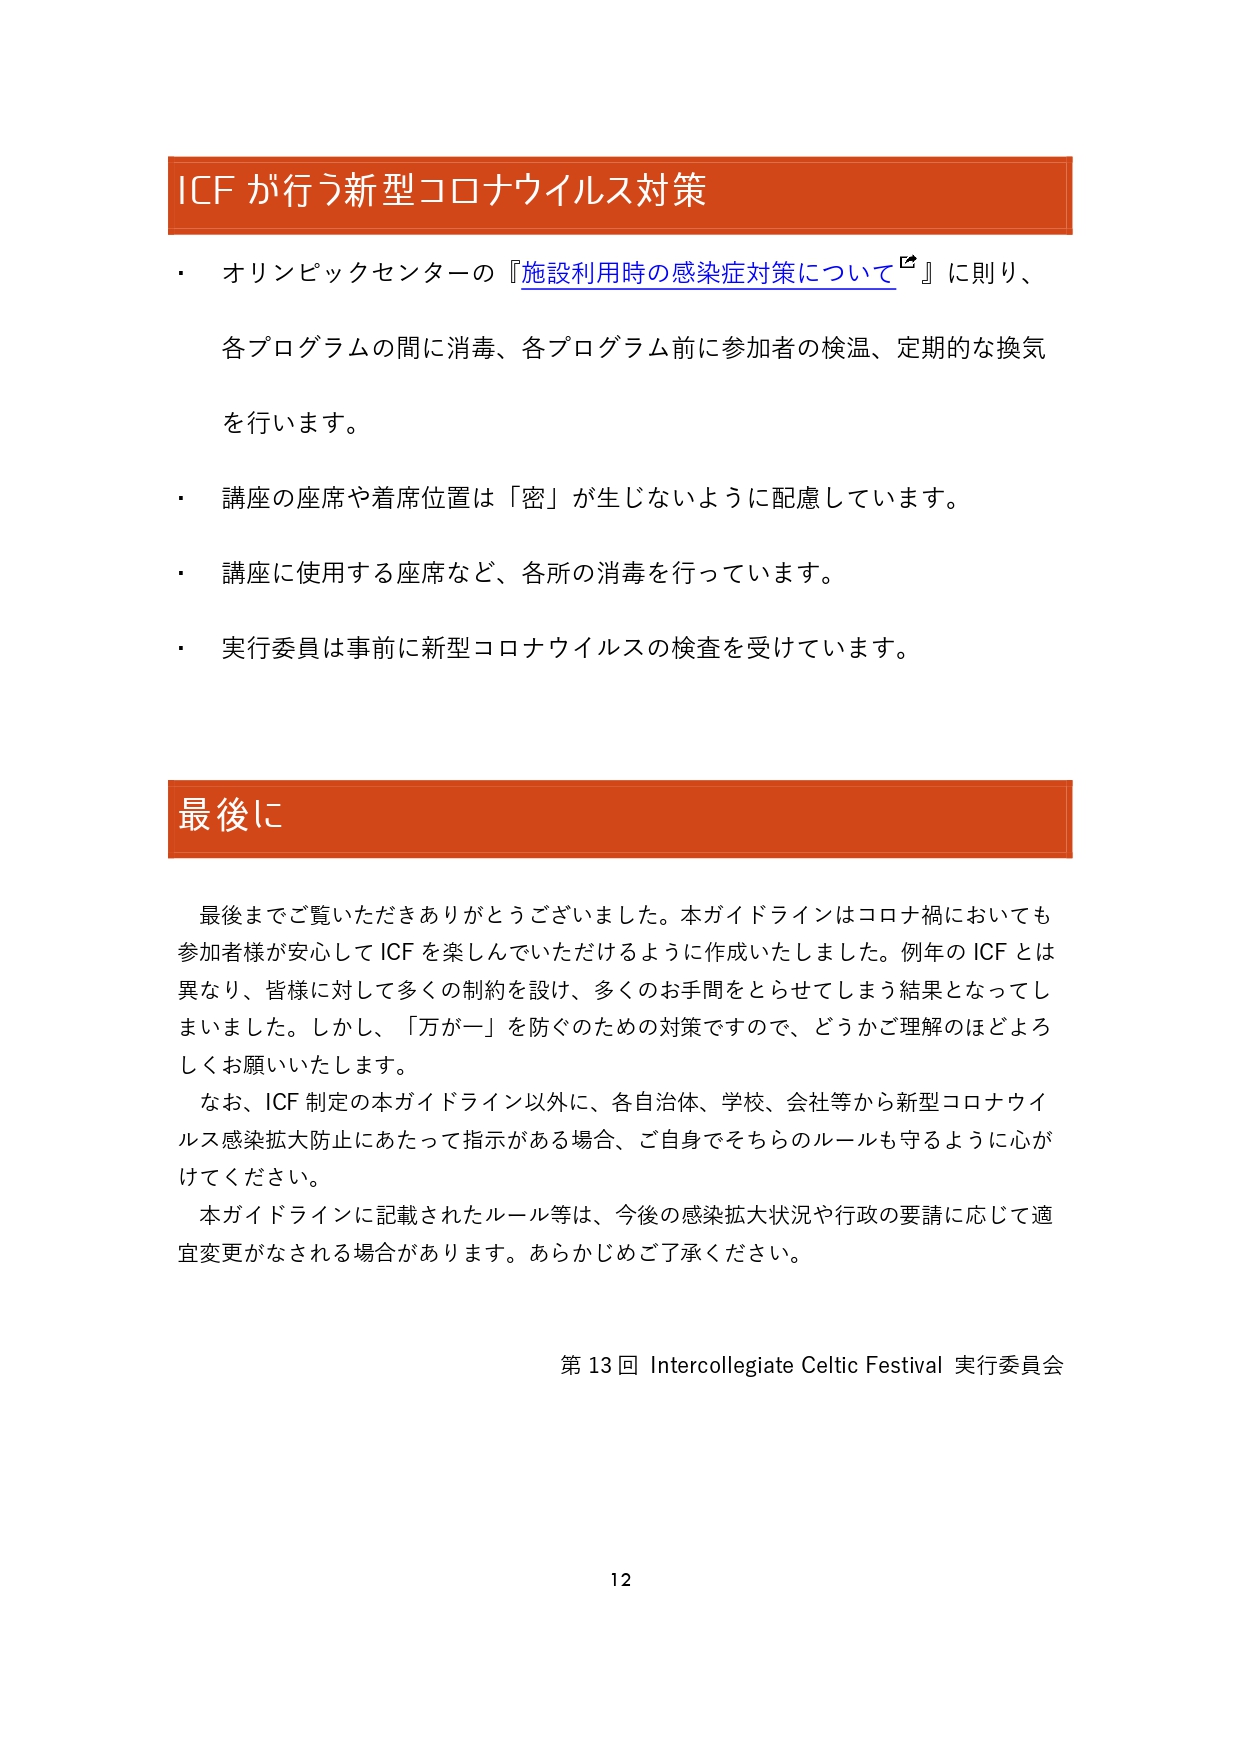 ICF が行う新型コロナウイルス対策
・ オリンピックセンターの『施設利用時の感染症対策について』に則り、
各プログラムの間に消毒、各プログラム前に参加者の検温、定期的な換気
を行います。
・ 講座の座席や着席位置は「密」が生じないように配慮しています。
・ 講座に使用する座席など、各所の消毒を行っています。
・ 実行委員は事前に新型コロナウイルスの検査を受けています。
最後に
最後までご覧いただきありがとうございました。本ガイドラインはコロナ禍においても
参加者様が安心して ICF を楽しんでいただけるように作成いたしました。例年の ICF とは
異なり、皆様に対して多くの制約を設け、多くのお手間をとらせてしまう結果となってし
まいました。しかし、「万が一」を防ぐのための対策ですので、どうかご理解のほどよろ
しくお願いいたします。
なお、ICF 制定の本ガイドライン以外に、各自治体、学校、会社等から新型コロナウイ
ルス感染拡大防止にあたって指示がある場合、ご自身でそちらのルールも守るように心が
けてください。
本ガイドラインに記載されたルール等は、今後の感染拡大状況や行政の要請に応じて適
宜変更がなされる場合があります。あらかじめご了承ください。
第 13 回 Intercollegiate Celtic Festival 実行委員会
12